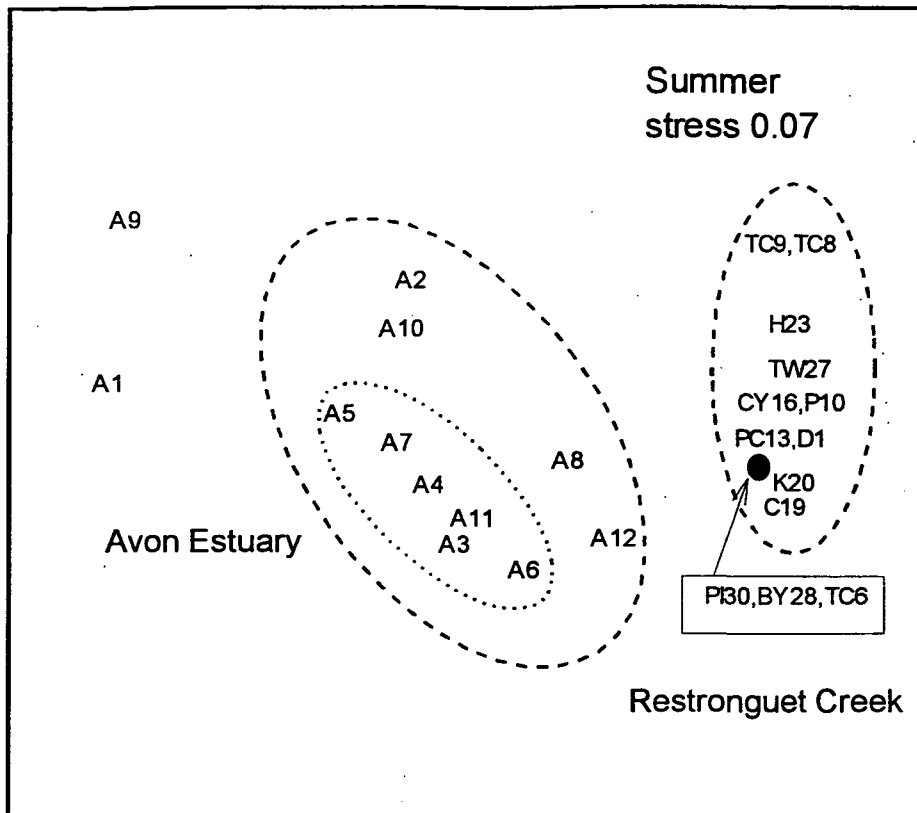 Summer
stress 0.07
A9
TC9,TC8
A2
H23
A10
TW27
A1
CY16,P10
A5
PC13,D1
A7
A8
A4
K20
C19
A11
A12
A3
Avon Estuary
A6
PI30,BY28,TC6
Restronguet Creek